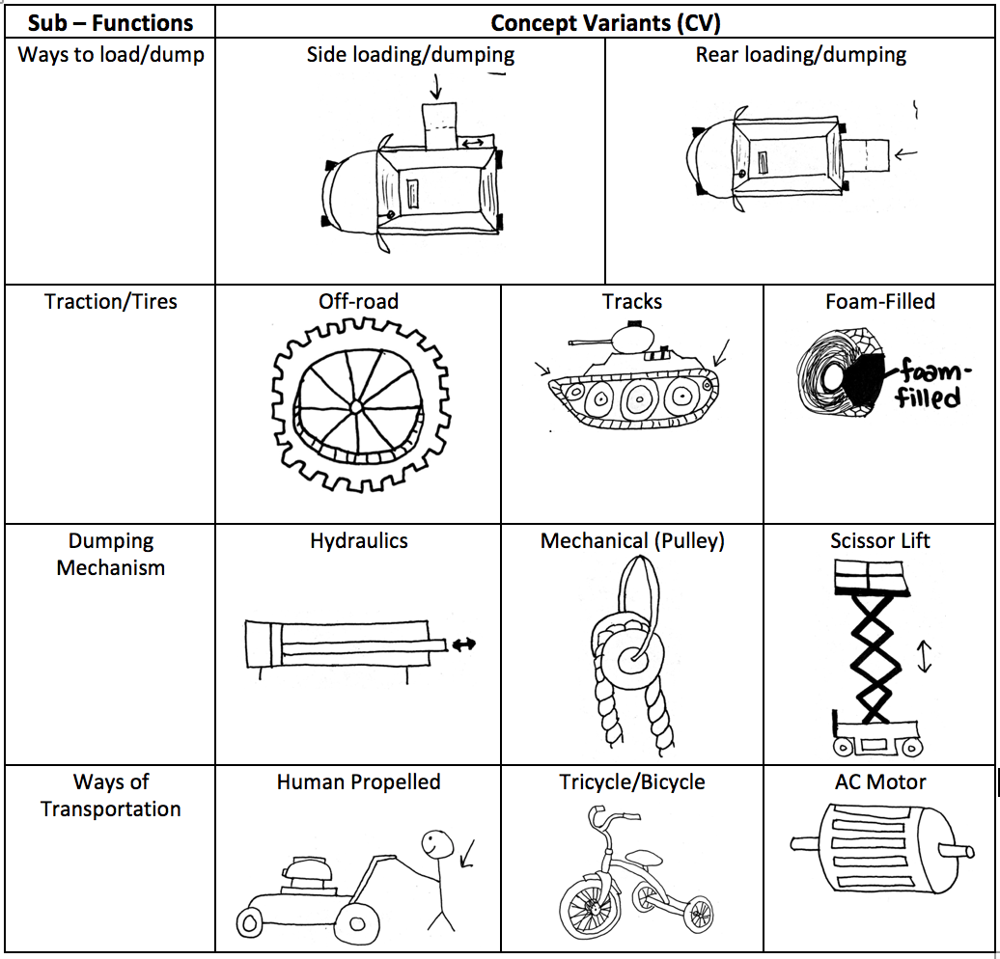 Sub – Functions
Concept Variants (CV)
Ways to load/dump
Side loading/dumping
Rear loading/dumping
Traction/Tires
Off-road
Tracks
Foam-Filled
foam-
filled
Dumping
Mechanism
Hydraulics
Mechanical (Pulley)
Scissor Lift
Ways of
Transportation
Human Propelled
Tricycle/Bicycle
AC Motor